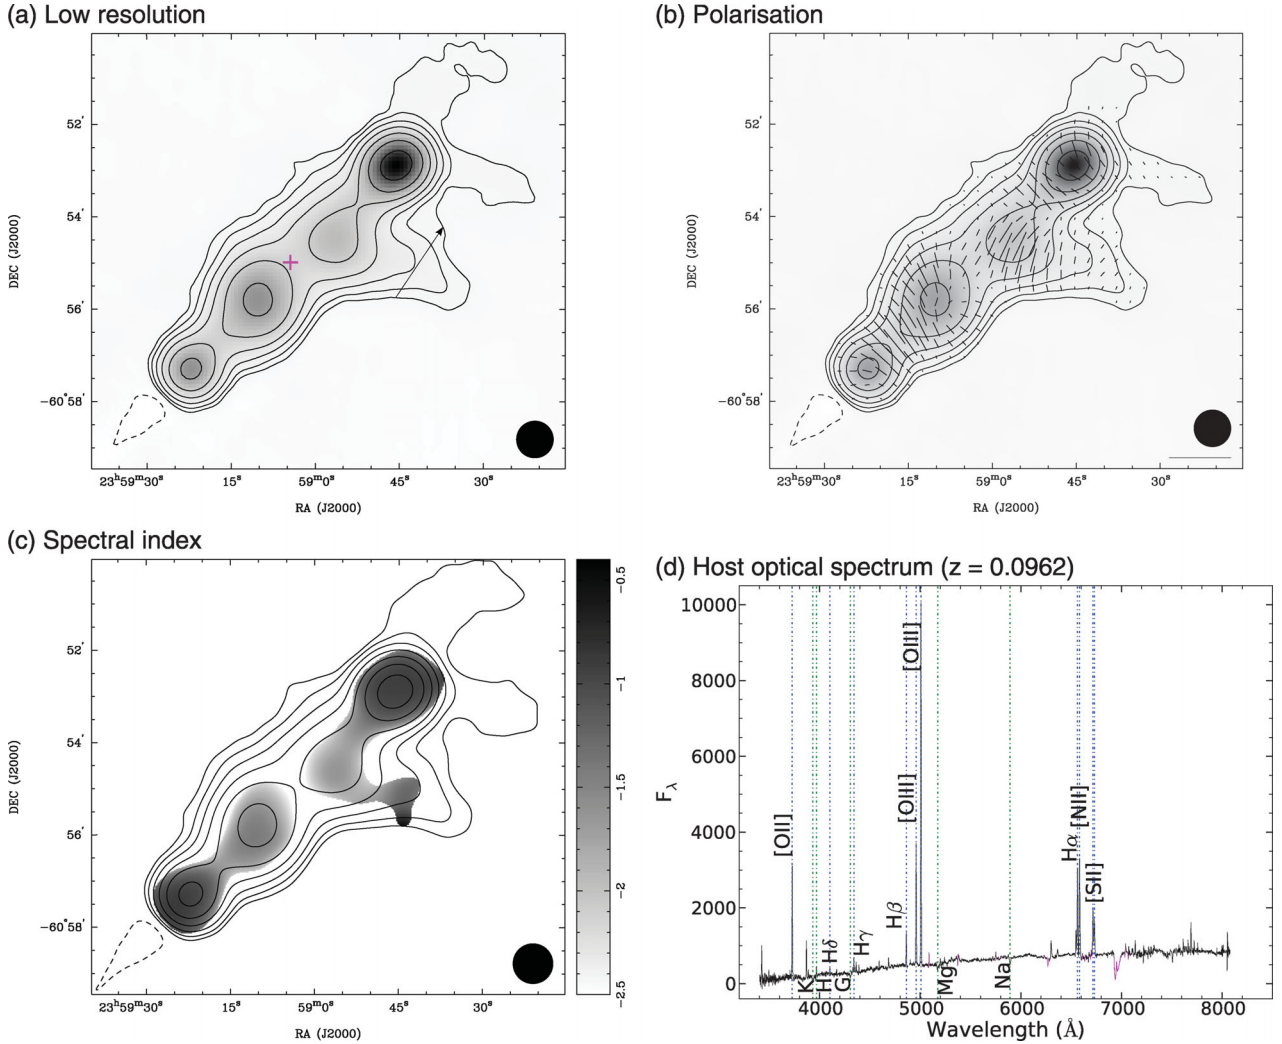 (a) Low resolution
52′
54′
56′
−60°58′
DEC (J2000)
23ʰ59ᵐ30ˢ 15ˢ 59ᵐ0ˢ 45ˢ 30ˢ
RA (J2000)
(b) Polarisation
52′
54′
56′
−60°58′
DEC (J2000)
23ʰ59ᵐ30ˢ 15ˢ 59ᵐ0ˢ 45ˢ 30ˢ
RA (J2000)
(c) Spectral index
52′
54′
56′
−60°58′
DEC (J2000)
23ʰ59ᵐ30ˢ 15ˢ 59ᵐ0ˢ 45ˢ 30ˢ
RA (J2000)
−0.5
−1
−1.5
−2
−2.5
(d) Host optical spectrum (z = 0.0962)
10000
8000
6000
4000
2000
0
Fλ
[OII]
K
H
Hδ
G
Hγ
Hβ
[OIII]
[OIII]
Mg
Na
Hα
[NII]
[SII]
4000 5000 6000 7000 8000
Wavelength (Å)